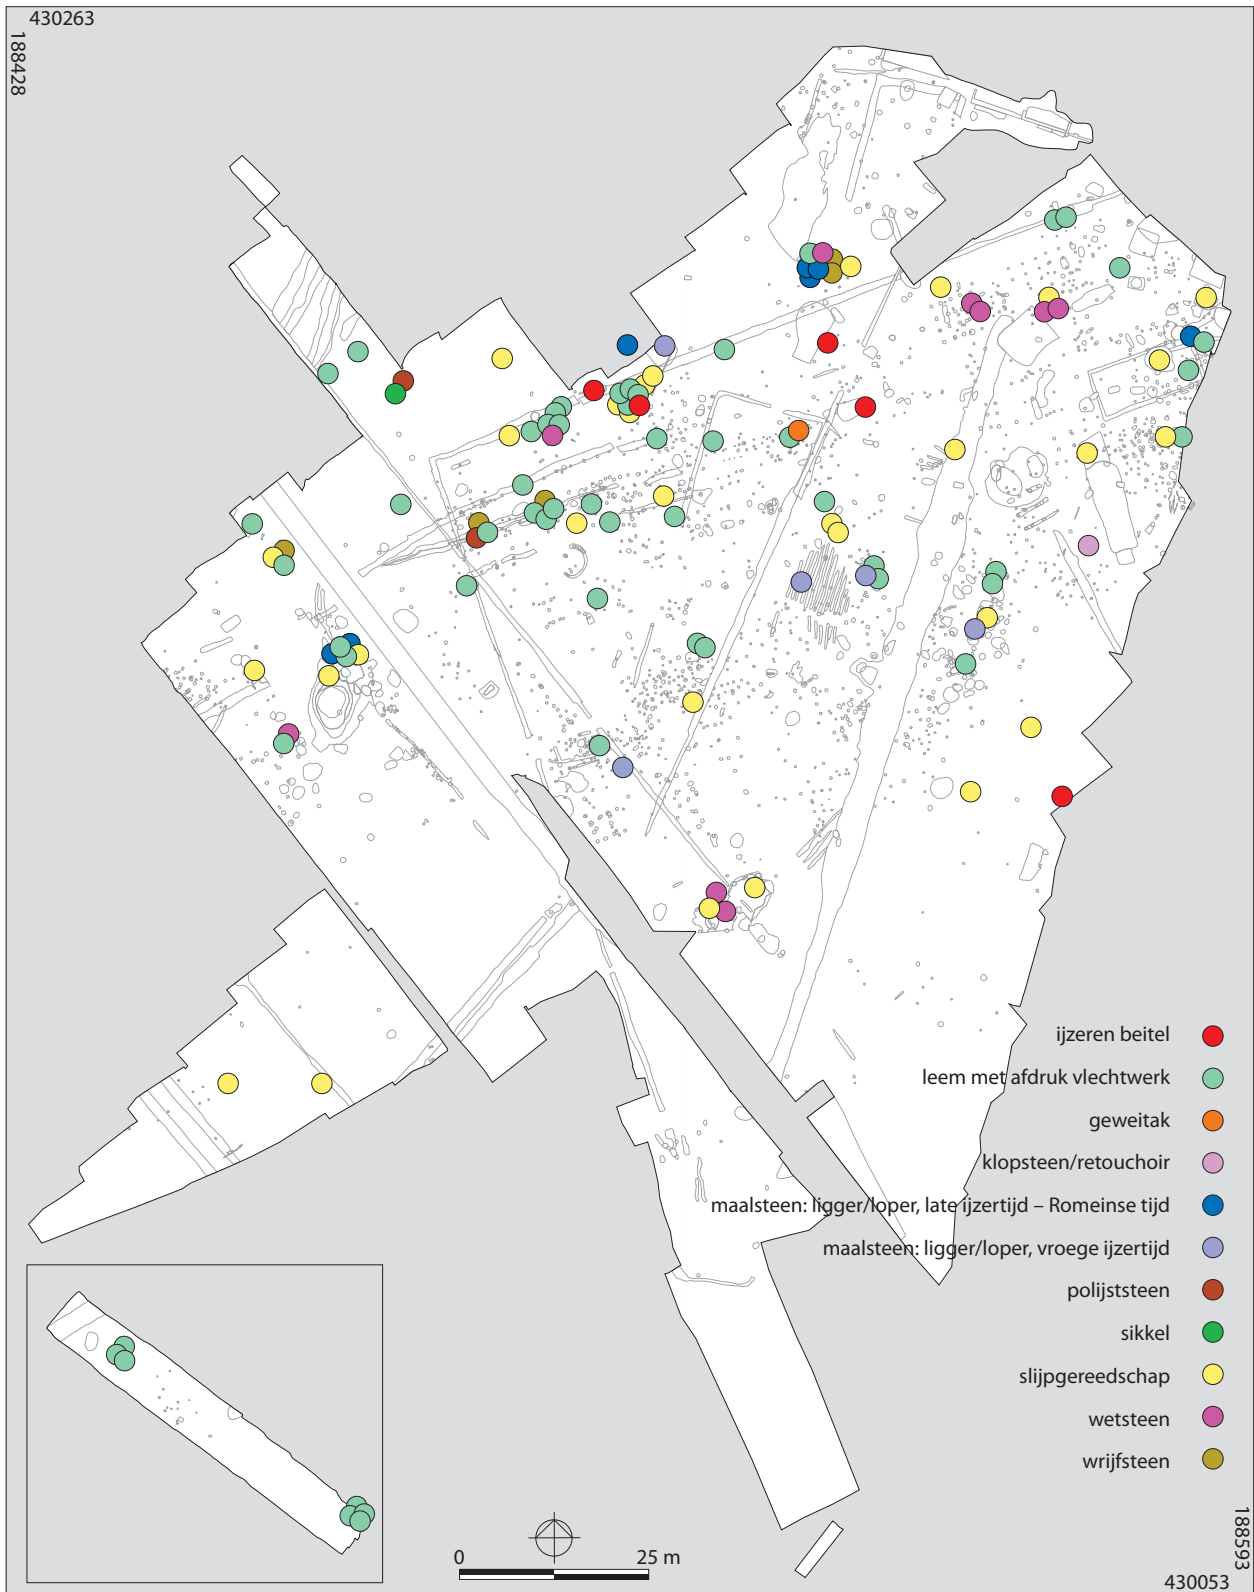 430263
188428
ijzeren beitel
leem met afdruk vlechtwerk
geweitak
klopsteen/retouchoir
maalsteen: ligger/loper, late ijzertijd – Romeinse tijd
maalsteen: ligger/loper, vroege ijzertijd
polijststeen
sikkel
slijpgereedschap
wetsteen
wrijfsteen
0 25 m
188593
430053